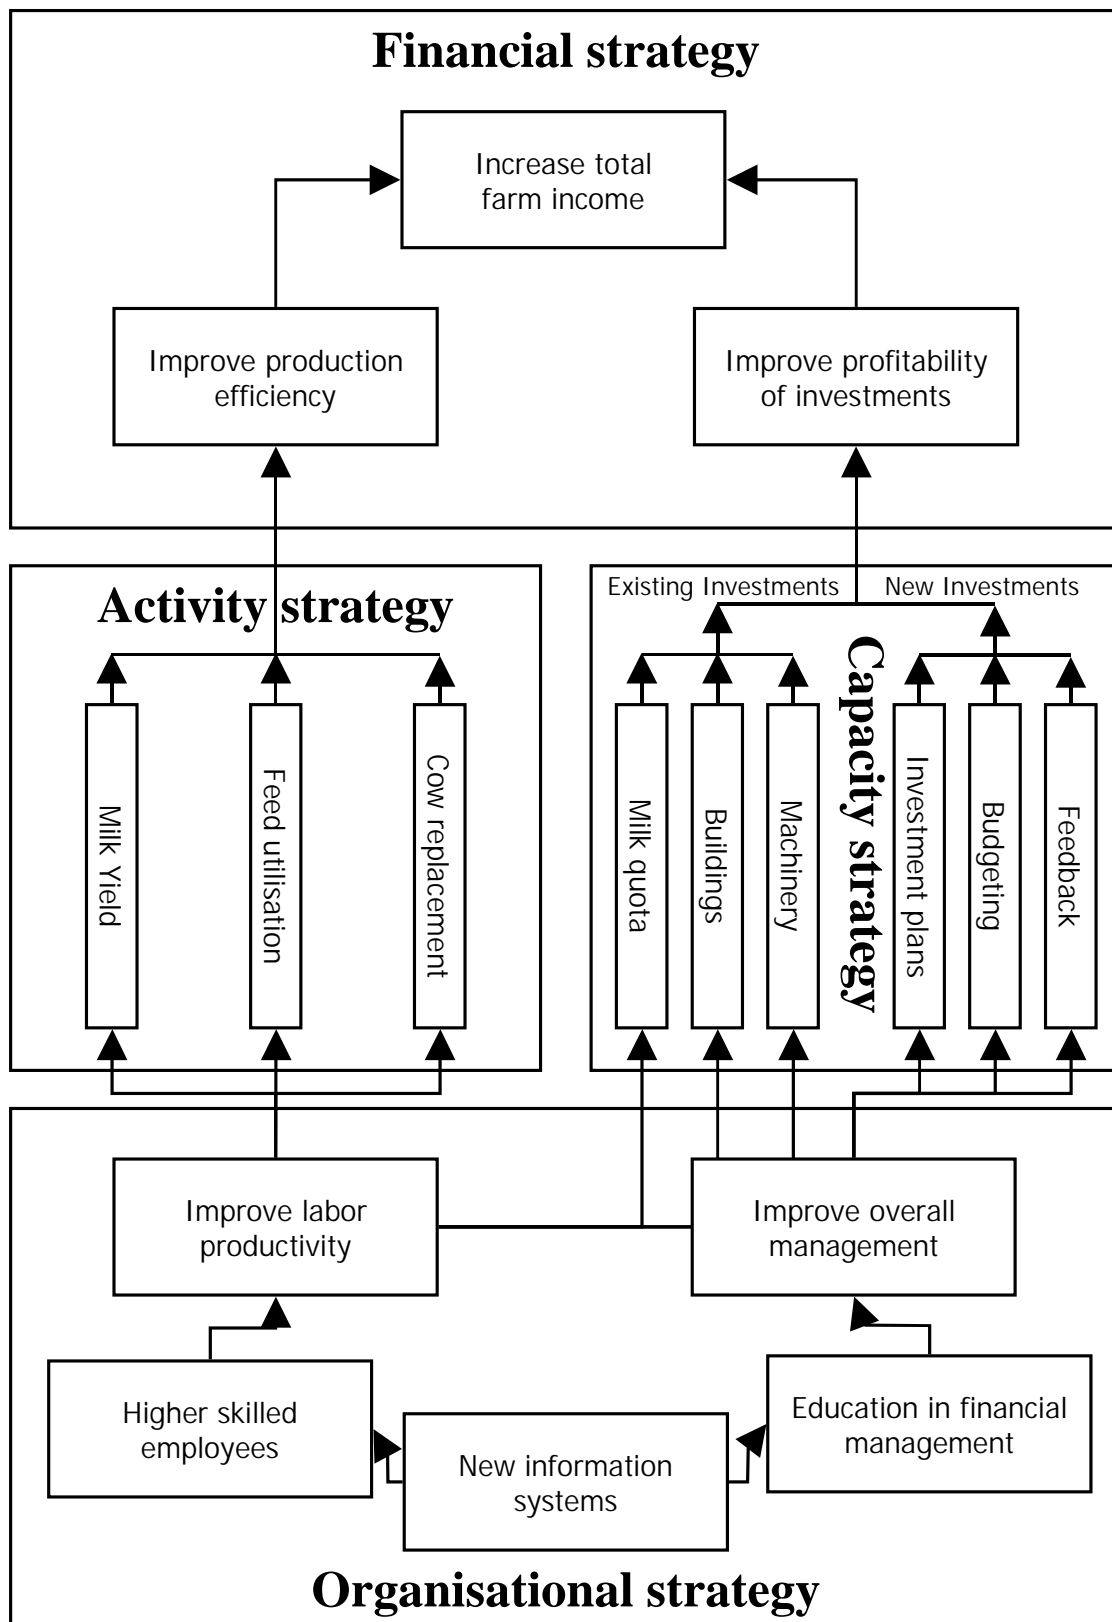 Financial strategy
Increase total
farm income
Improve production
efficiency
Improve profitability
of investments
Activity strategy
Existing Investments
New Investments
Capacity strategy
Milk Yield
Feed utilisation
Cow replacement
Milk quota
Buildings
Machinery
Investment plans
Budgeting
Feedback
Improve labor
productivity
Improve overall
management
Higher skilled
employees
New information
systems
Education in financial
management
Organisational strategy